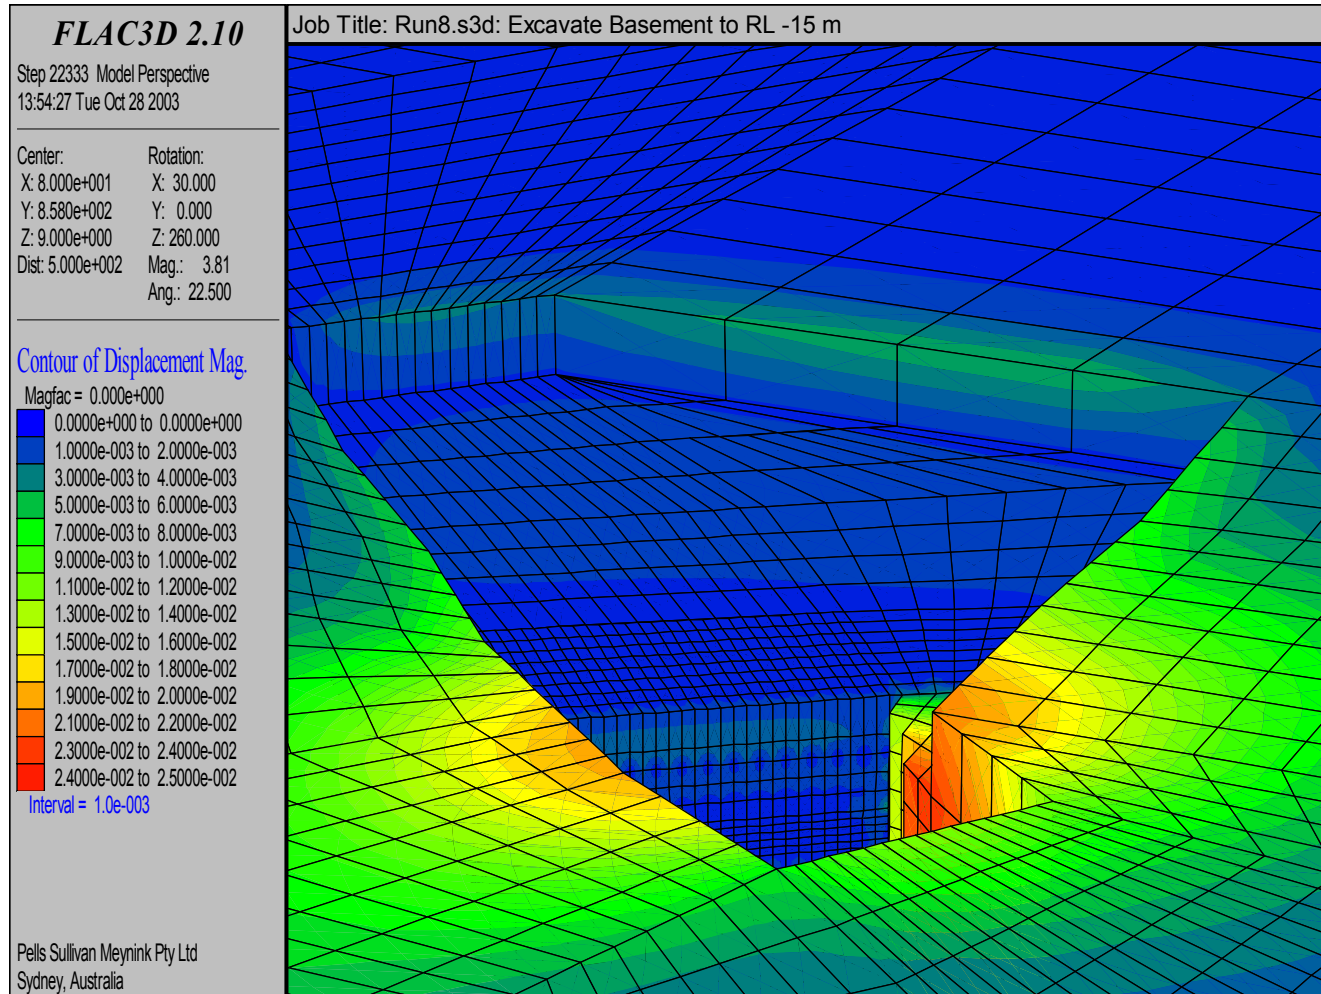 FLAC3D 2.10
Job Title: Run8.s3d: Excavate Basement to RL -15 m
Step 22333 Model Perspective
13:54:27 Tue Oct 28 2003
Center: Rotation:
X: 8.000e+001 X: 30.000
Y: 8.580e+002 Y: 0.000
Z: 9.000e+000 Z: 260.000
Dist: 5.000e+002 Mag.: 3.81
Ang.: 22.500
Contour of Displacement Mag.
Magfac = 0.000e+000
0.0000e+000 to 0.0000e+000
1.0000e-003 to 2.0000e-003
3.0000e-003 to 4.0000e-003
5.0000e-003 to 6.0000e-003
7.0000e-003 to 8.0000e-003
9.0000e-003 to 1.0000e-002
1.1000e-002 to 1.2000e-002
1.3000e-002 to 1.4000e-002
1.5000e-002 to 1.6000e-002
1.7000e-002 to 1.8000e-002
1.9000e-002 to 2.0000e-002
2.1000e-002 to 2.2000e-002
2.3000e-002 to 2.4000e-002
2.4000e-002 to 2.5000e-002
Interval = 1.0e-003
Pells Sullivan Meynink Pty Ltd
Sydney, Australia